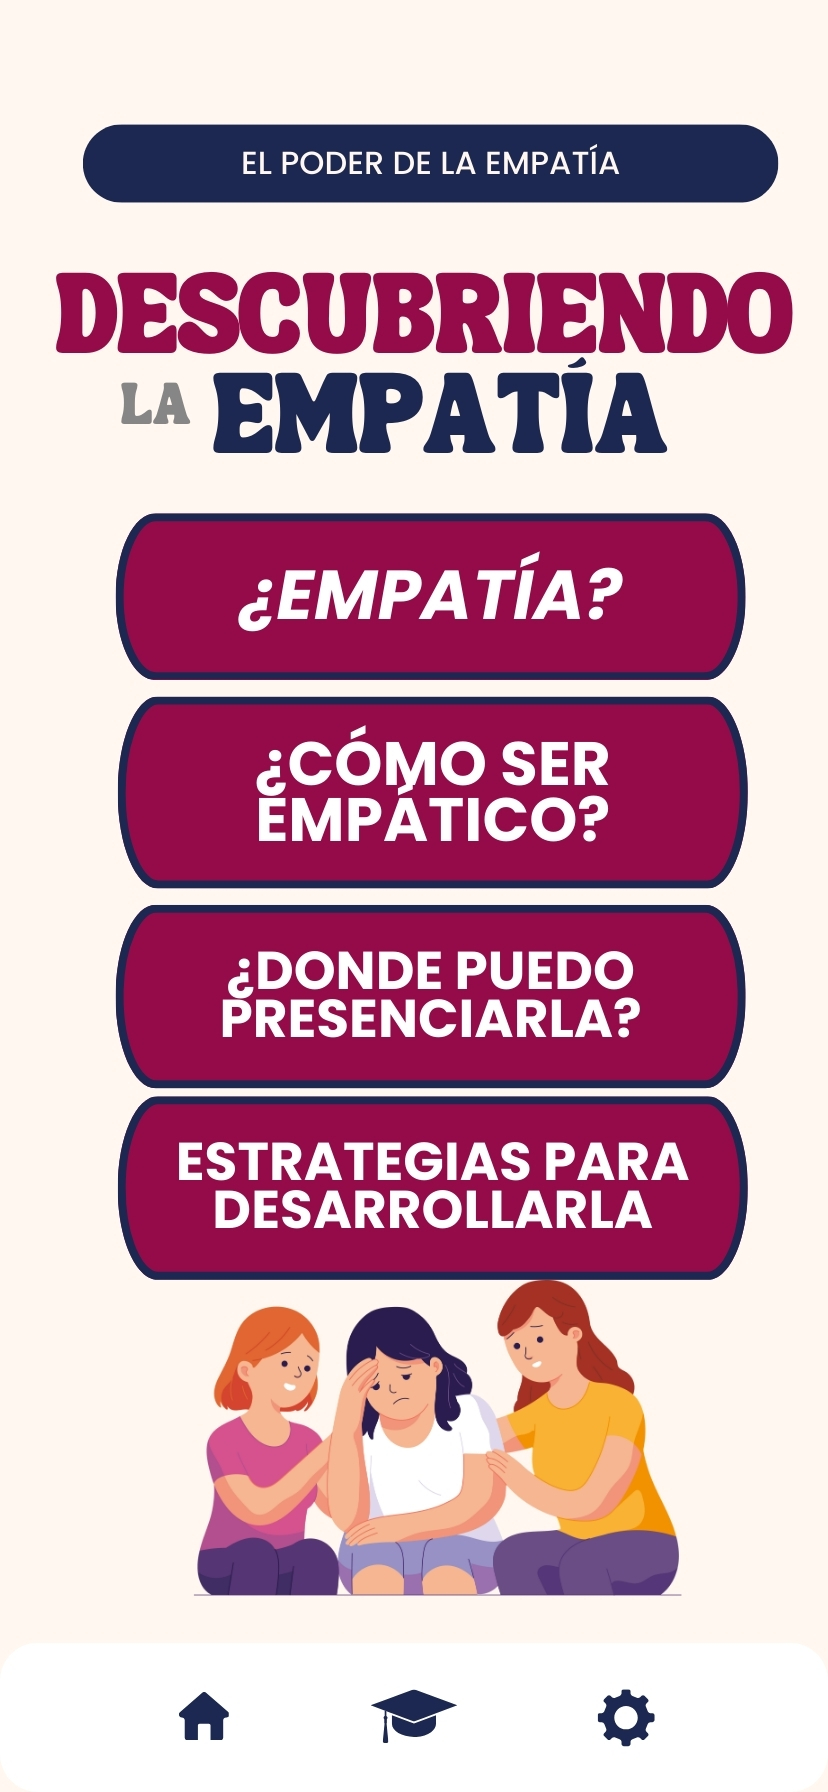 EL PODER DE LA EMPATÍA
DESCUBRIENDO
LA EMPATÍA
¿EMPATÍA?
¿CÓMO SER
EMPÁTICO?
¿DONDE PUEDO
PRESENCIARLA?
ESTRATEGIAS PARA
DESARROLLARLA